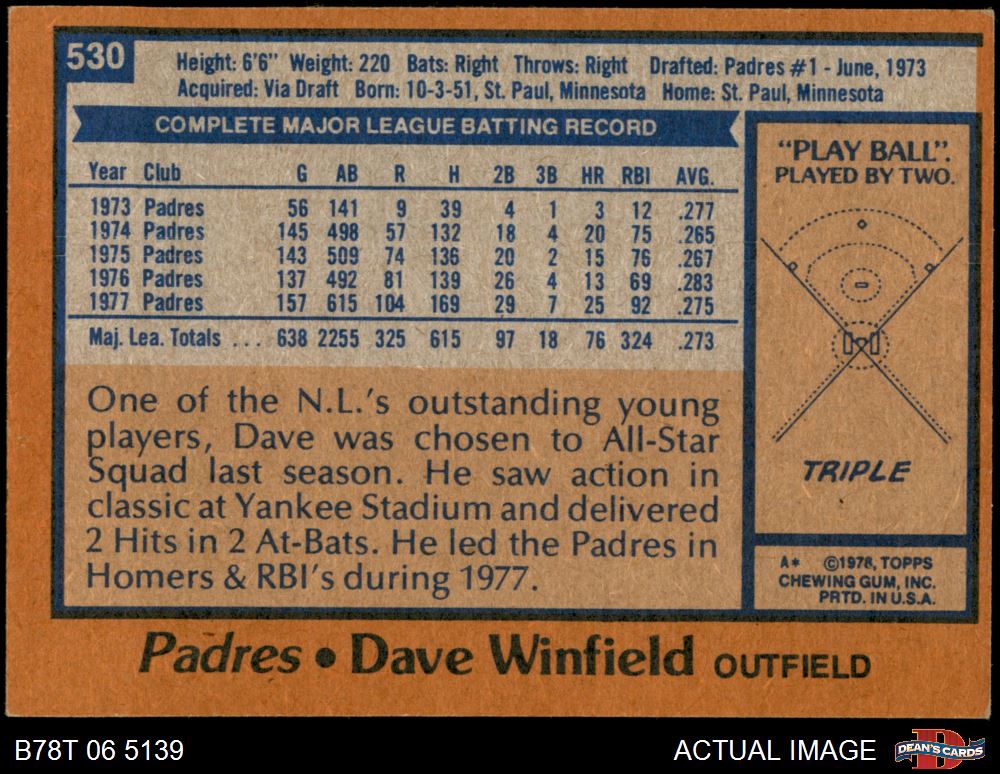 530
Height: 6'6" Weight: 220 Bats: Right Throws: Right Drafted: Padres #1 - June, 1973
Acquired: Via Draft Born: 10-3-51, St. Paul, Minnesota Home: St. Paul, Minnesota
COMPLETE MAJOR LEAGUE BATTING RECORD
Year Club G AB R H 2B 3B HR RBI AVG.
1973 Padres 56 141 9 39 4 1 3 12 .277
1974 Padres 145 498 57 132 18 4 20 75 .265
1975 Padres 143 509 74 136 20 2 15 76 .267
1976 Padres 137 492 81 139 26 4 13 69 .283
1977 Padres 157 615 104 169 29 7 25 92 .275
Maj. Lea. Totals ... 638 2255 325 615 97 18 76 324 .273
One of the N.L.'s outstanding young
players, Dave was chosen to All-Star
Squad last season. He saw action in
classic at Yankee Stadium and delivered
2 Hits in 2 At-Bats. He led the Padres in
Homers & RBI's during 1977.
"PLAY BALL".
PLAYED BY TWO.
TRIPLE
A* ©1978, TOPPS
CHEWING GUM, INC.
PRTD. IN U.S.A.
Padres • Dave Winfield OUTFIELD
B78T 06 5139
ACTUAL IMAGE
D
DEAN'S CARDS